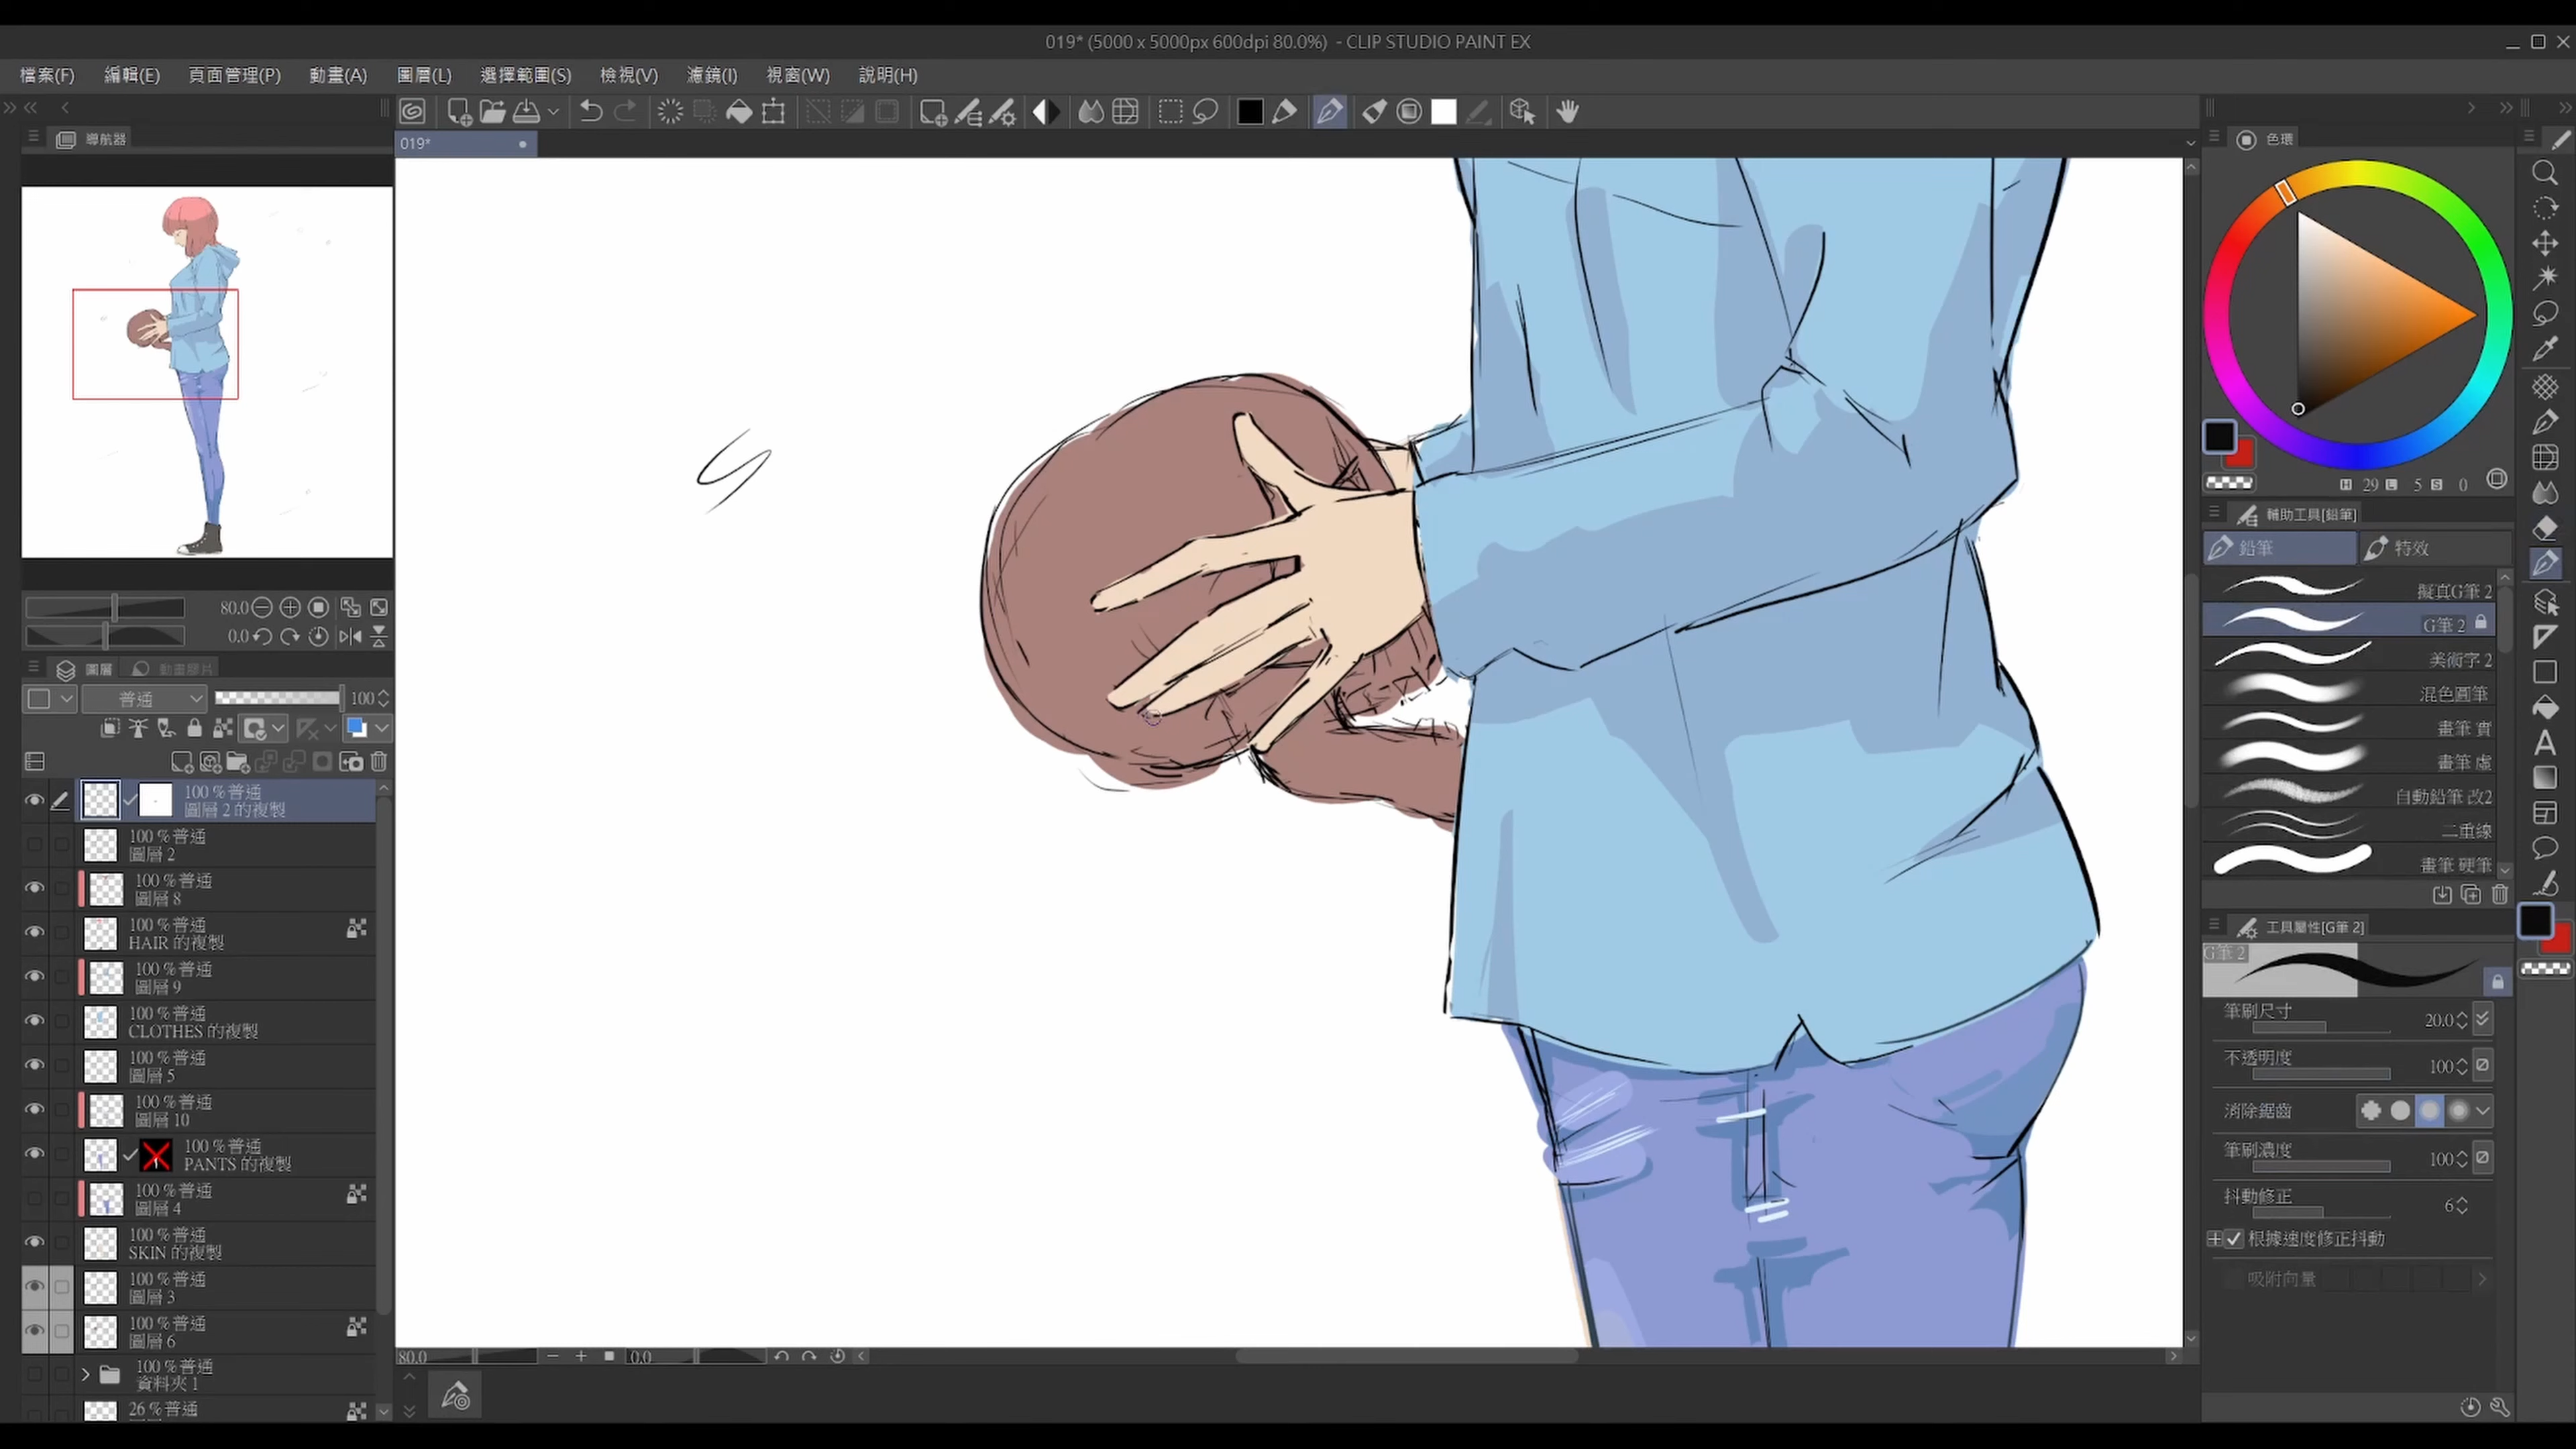 019* (5000 x 5000px 600dpi 80.0%) - CLIP STUDIO PAINT EX
檔案(F) 編輯(E) 頁面管理(P) 動畫(A) 圖層(L) 選擇範圍(S) 檢視(V) 濾鏡(I) 視窗(W) 說明(H)
導航器
019*
80.0
0.0
圖層 動畫膠片
普通 100
100 %普通
圖層 2 的複製
100 %普通
圖層 2
100 %普通
圖層 8
100 %普通
HAIR 的複製
100 %普通
圖層 9
100 %普通
CLOTHES 的複製
100 %普通
圖層 5
100 %普通
圖層 10
100 %普通
PANTS 的複製
100 %普通
圖層 4
100 %普通
SKIN 的複製
100 %普通
圖層 3
100 %普通
圖層 6
100 %普通
資料夾 1
26 %普通
80.0 0.0
色環
H 29 L 5 S 0
輔助工具[鉛筆]
鉛筆 特效
擬真G筆 2
G筆 2
美術字 2
混色圓筆
畫筆 實
畫筆 虛
自動鉛筆 改2
二重線
畫筆 硬筆
工具屬性[G筆 2]
G筆 2
筆刷尺寸 20.0
不透明度 100
消除鋸齒
筆刷濃度 100
抖動修正 6
根據速度修正抖動
吸附向量